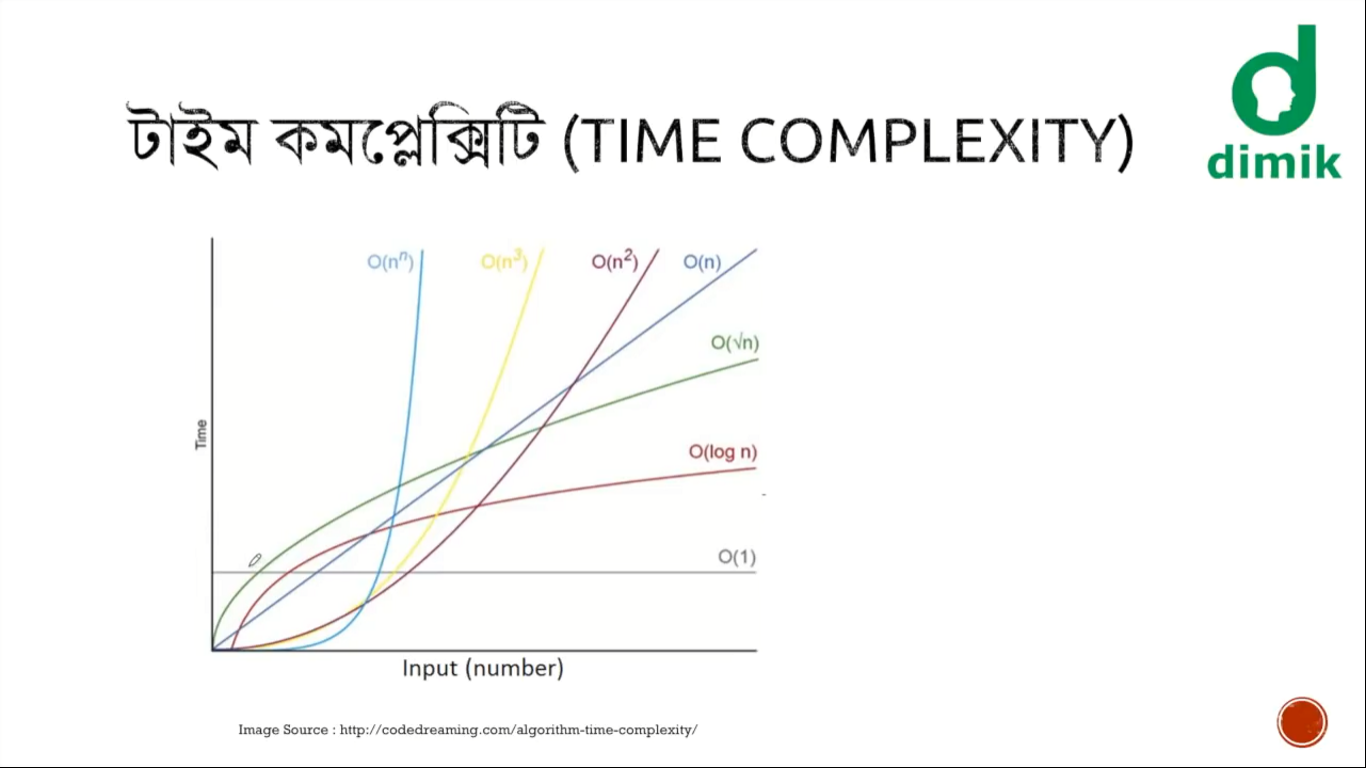 টাইম কমপ্লেক্সিটি (TIME COMPLEXITY)
dimik
O(nⁿ)
O(n³)
O(n²)
O(n)
O(√n)
O(log n)
O(1)
Time
Input (number)
Image Source : http://codedreaming.com/algorithm-time-complexity/